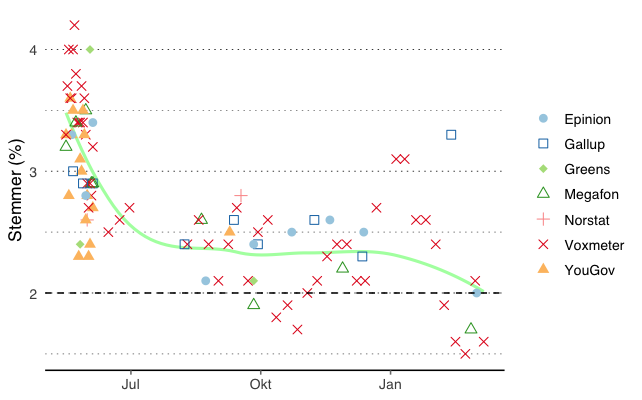 Stemmer (%)
4
3
2
Jul
Okt
Jan
Epinion
Gallup
Greens
Megafon
Norstat
Voxmeter
YouGov